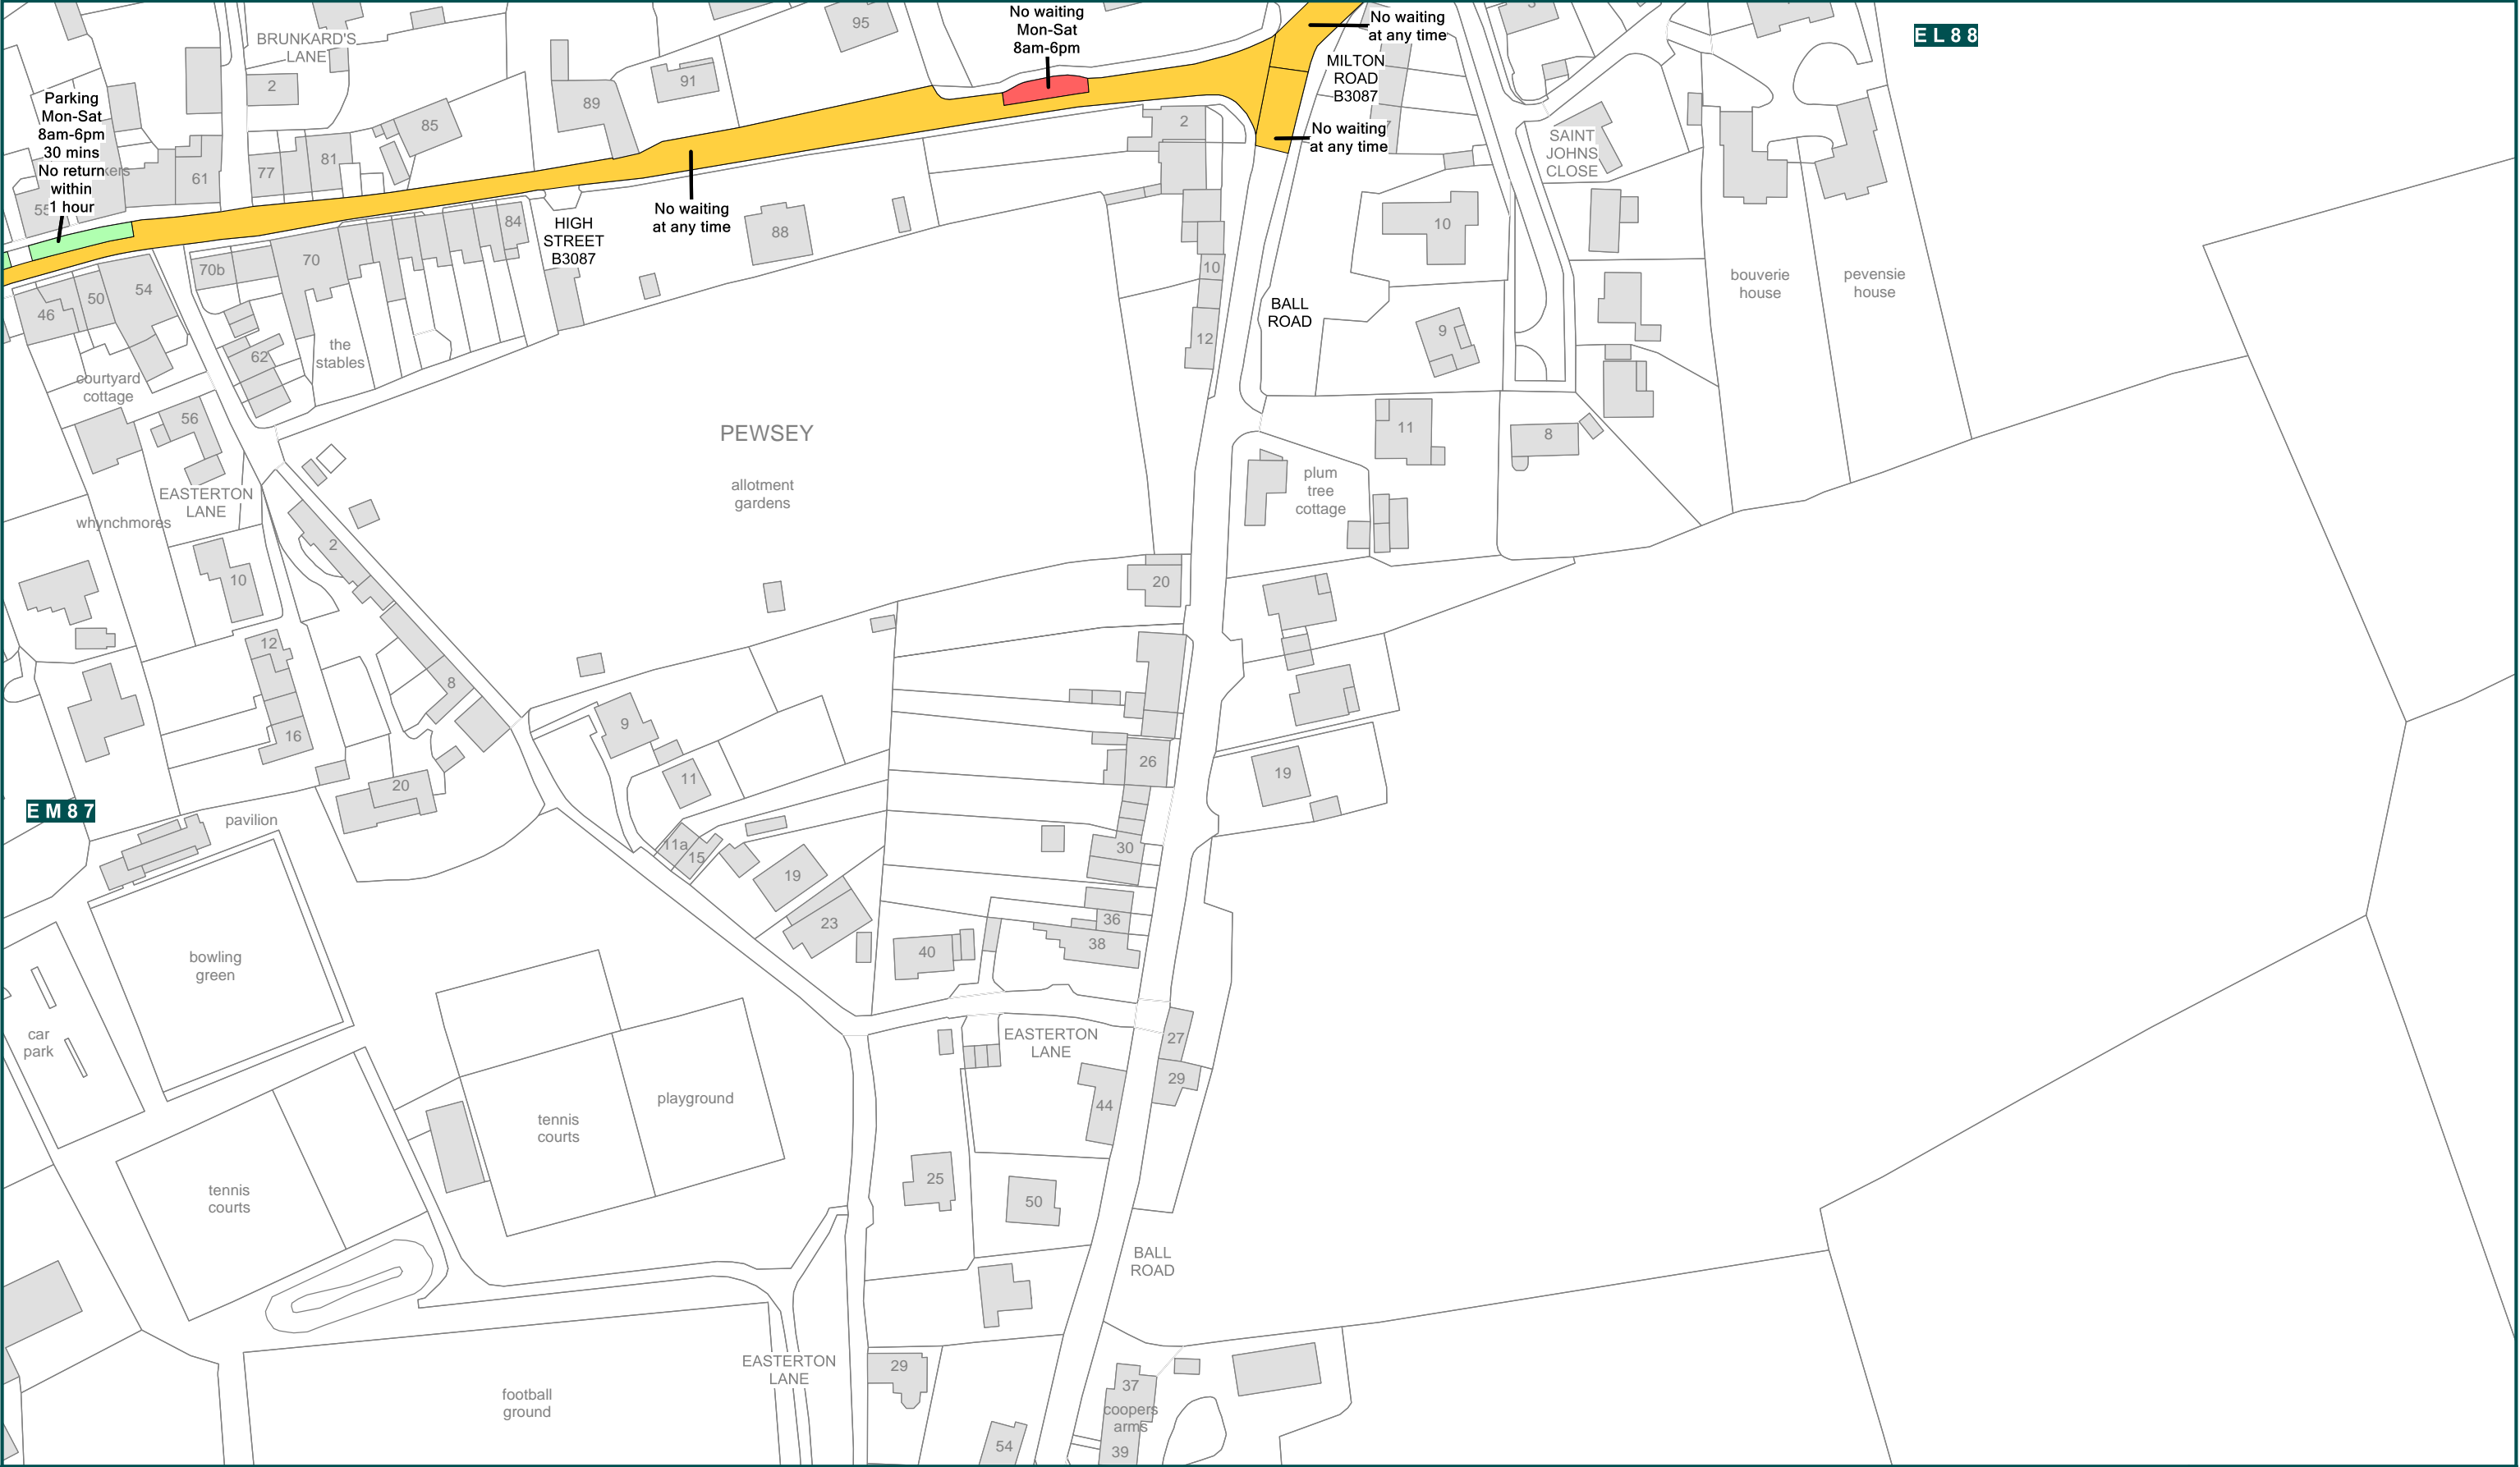 No waiting
Mon-Sat
8am-6pm
No waiting
at any time
EL88
BRUNKARD'S
LANE
95
3
2
91
89
MILTON
ROAD
B3087
Parking
Mon-Sat
8am-6pm
30 mins
No return
within
1 hour
85
2
No waiting
at any time
7
SAINT
JOHNS
CLOSE
81
77
61
55
HIGH
STREET
B3087
No waiting
at any time
84
88
10
70b
70
10
bouverie
house
pevensie
house
54
50
46
BALL
ROAD
12
9
the
stables
62
courtyard
cottage
56
PEWSEY
11
8
plum
tree
cottage
allotment
gardens
EASTERTON
LANE
whynchmores
2
10
20
12
8
9
16
26
19
11
20
EM87
pavilion
11a
15
30
19
23
36
38
40
bowling
green
car
park
EASTERTON
LANE
27
29
44
playground
tennis
courts
25
50
tennis
courts
BALL
ROAD
EASTERTON
LANE
29
football
ground
37
coopers
arms
39
54